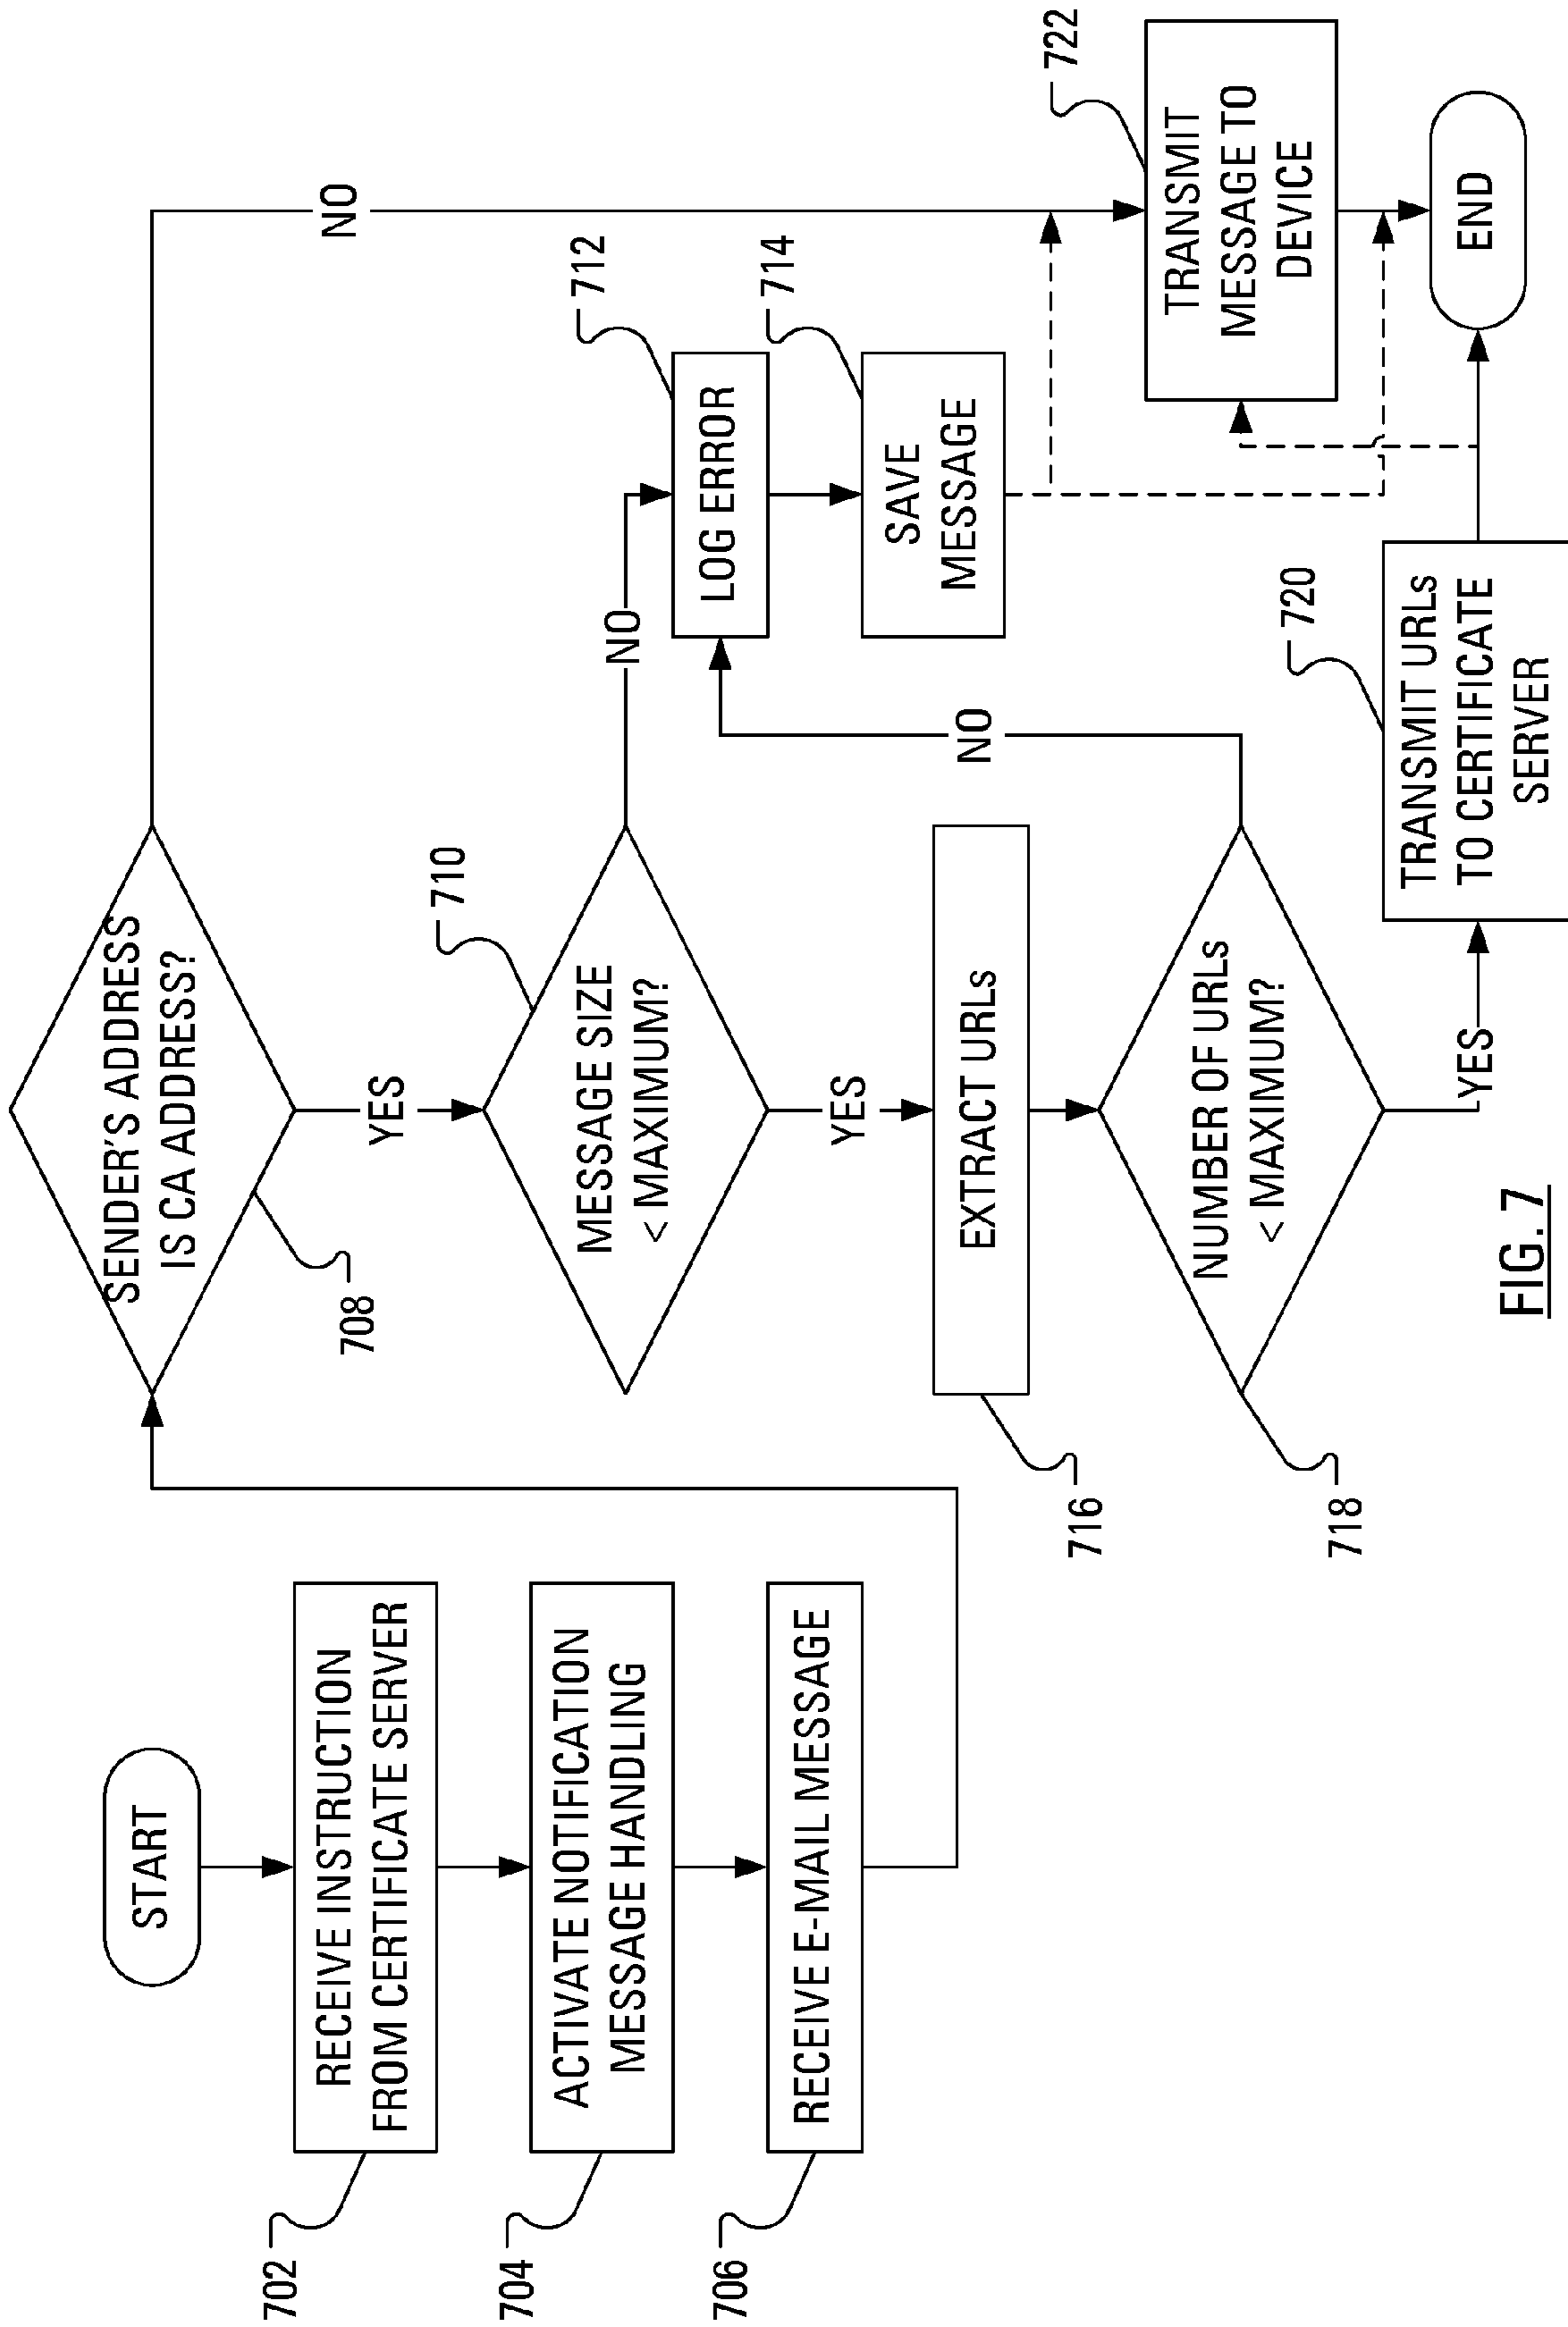 START
RECEIVE INSTRUCTION
FROM CERTIFICATE SERVER
702
ACTIVATE NOTIFICATION
MESSAGE HANDLING
704
RECEIVE E-MAIL MESSAGE
706
SENDER'S ADDRESS
IS CA ADDRESS?
708
NO
YES
MESSAGE SIZE
< MAXIMUM?
710
NO
YES
LOG ERROR
712
SAVE
MESSAGE
714
EXTRACT URLs
716
NUMBER OF URLs
< MAXIMUM?
718
NO
YES
TRANSMIT URLs
TO CERTIFICATE
SERVER
720
TRANSMIT
MESSAGE TO
DEVICE
722
END
FIG. 7